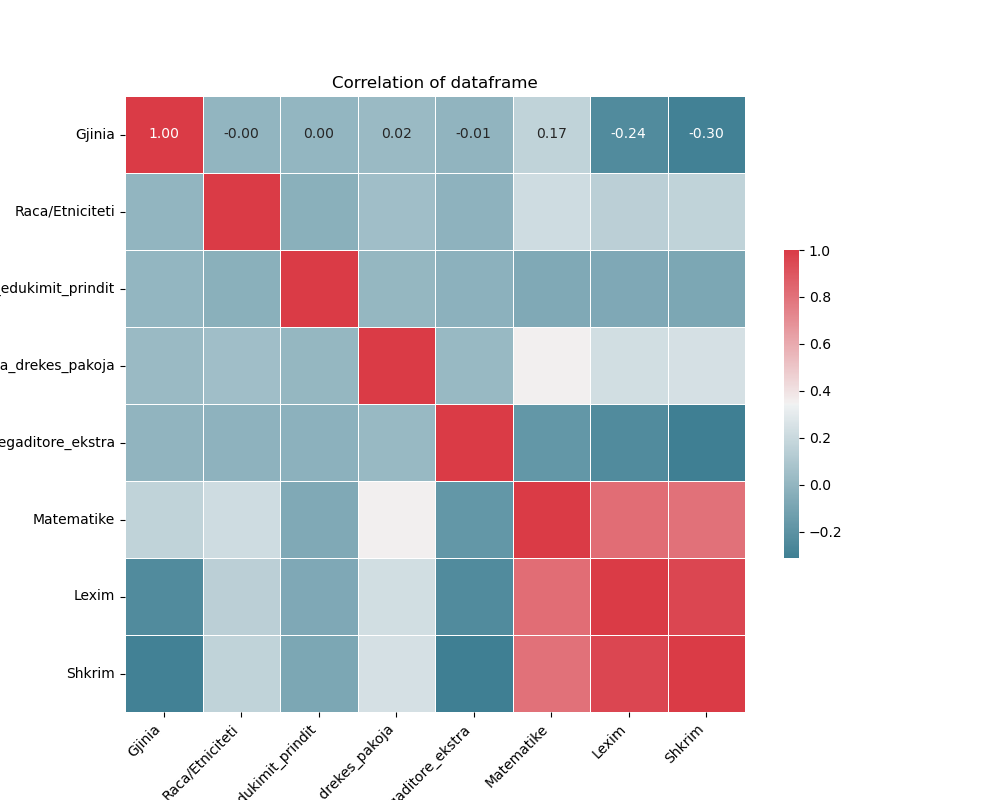 Correlation of dataframe
Gjinia 1.00 -0.00 0.00 0.02 -0.01 0.17 -0.24 -0.30
Raca/Etniciteti
_edukimit_prindit
a_drekes_pakoja
egaditore_ekstra
Matematike
Lexim
Shkrim
1.0
0.8
0.6
0.4
0.2
0.0
−0.2
Gjinia
Raca/Etniciteti
dukimit_prindit
drekes_pakoja
gaditore_ekstra
Matematike
Lexim
Shkrim